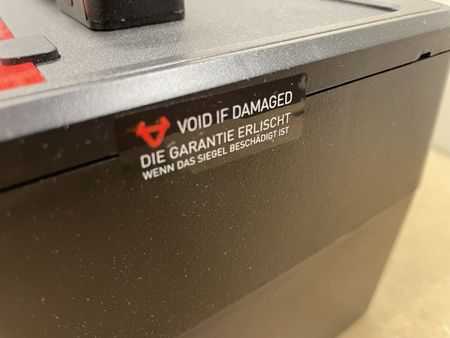 VOID IF DAMAGED
DIE GARANTIE ERLISCHT
WENN DAS SIEGEL BESCHÄDIGT IST